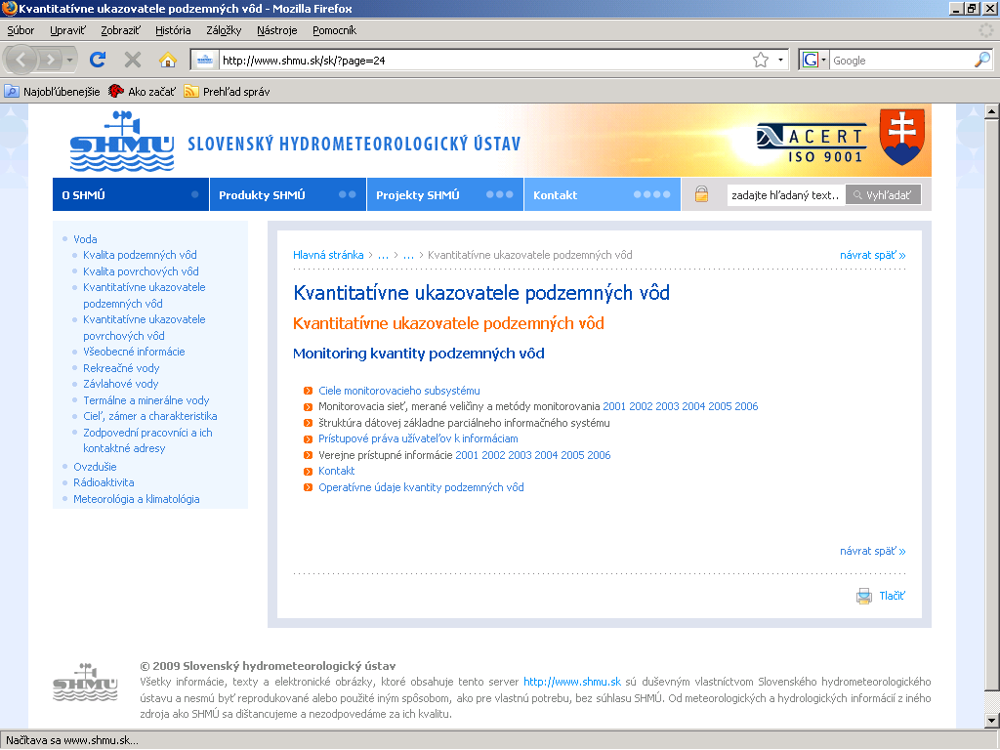 Kvantitatívne ukazovatele podzemných vôd - Mozilla Firefox
Súbor Upraviť Zobraziť História Záložky Nástroje Pomocník
http://www.shmu.sk/sk/?page=24
G Google
Najobľúbenejšie Ako začať Prehľad správ
SHMÚ SLOVENSKÝ HYDROMETEOROLOGICKÝ ÚSTAV
ACERT
ISO 9001
O SHMÚ Produkty SHMÚ Projekty SHMÚ Kontakt zadajte hľadaný text.. Vyhľadať
Voda
Kvalita podzemných vôd
Kvalita povrchových vôd
Kvantitatívne ukazovatele
podzemných vôd
Kvantitatívne ukazovatele
povrchových vôd
Všeobecné informácie
Rekreačné vody
Závlahové vody
Termálne a minerálne vody
Cieľ, zámer a charakteristika
Zodpovední pracovníci a ich
kontaktné adresy
Ovzdušie
Rádioaktivita
Meteorológia a klimatológia
Hlavná stránka > ... > ... > Kvantitatívne ukazovatele podzemných vôd návrat späť »
Kvantitatívne ukazovatele podzemných vôd
Kvantitatívne ukazovatele podzemných vôd
Monitoring kvantity podzemných vôd
Ciele monitorovacieho subsystému
Monitorovacia sieť, merané veličiny a metódy monitorovania 2001 2002 2003 2004 2005 2006
štruktúra dátovej základne parciálneho informačného systému
Prístupové práva užívateľov k informáciam
Verejne prístupné informácie 2001 2002 2003 2004 2005 2006
Kontakt
Operatívne údaje kvantity podzemných vôd
návrat späť »
Tlačiť
SHMÚ
© 2009 Slovenský hydrometeorologický ústav
Všetky informácie, texty a elektronické obrázky, ktoré obsahuje tento server http://www.shmu.sk sú duševným vlastníctvom Slovenského hydrometeorologického
ústavu a nesmú byť reprodukované alebo použité iným spôsobom, ako pre vlastnú potrebu, bez súhlasu SHMÚ. Od meteorologických a hydrologických informácií z iného
zdroja ako SHMÚ sa dištancujeme a nezodpovedáme za ich kvalitu.
Načítava sa www.shmu.sk...